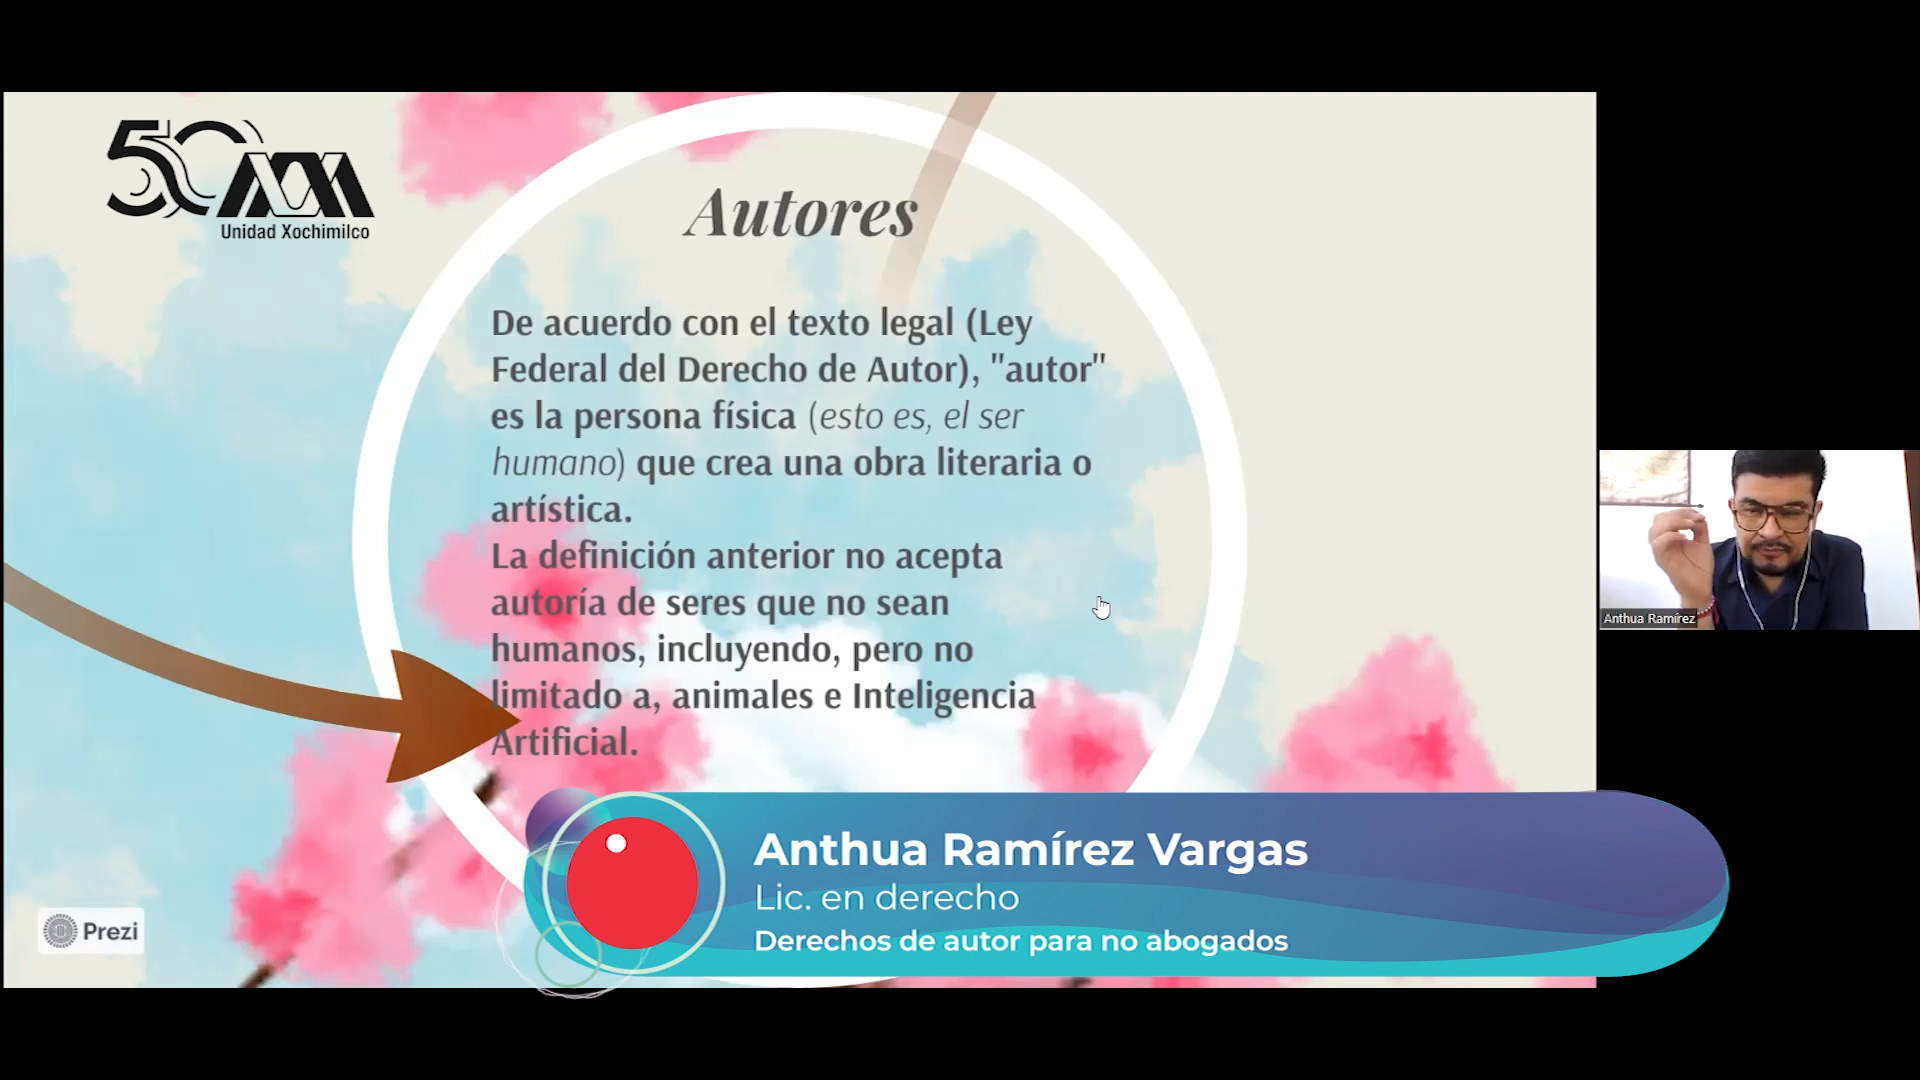 50
Unidad Xochimilco
Autores
De acuerdo con el texto legal (Ley
Federal del Derecho de Autor), "autor"
es la persona física (esto es, el ser
humano) que crea una obra literaria o
artística.
La definición anterior no acepta
autoría de seres que no sean
humanos, incluyendo, pero no
limitado a, animales e Inteligencia
Artificial.
Anthua Ramírez
Anthua Ramírez Vargas
Lic. en derecho
Derechos de autor para no abogados
Prezi